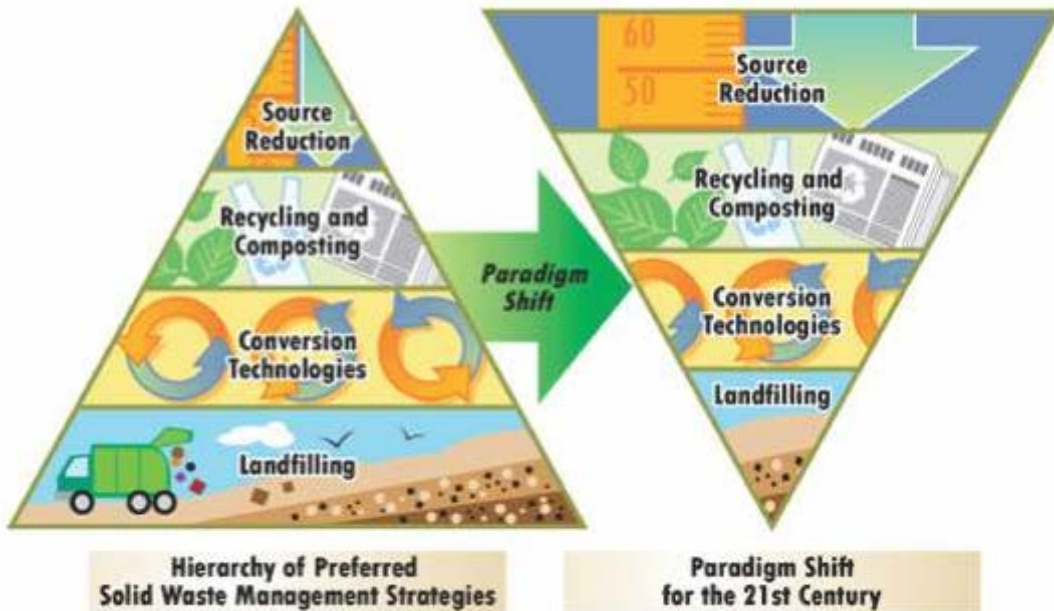 Source
Reduction
Recycling and
Composting
Conversion
Technologies
Landfilling
Paradigm
Shift
60
50
Source
Reduction
Recycling and
Composting
Conversion
Technologies
Landfilling
Hierarchy of Preferred
Solid Waste Management Strategies
Paradigm Shift
for the 21st Century